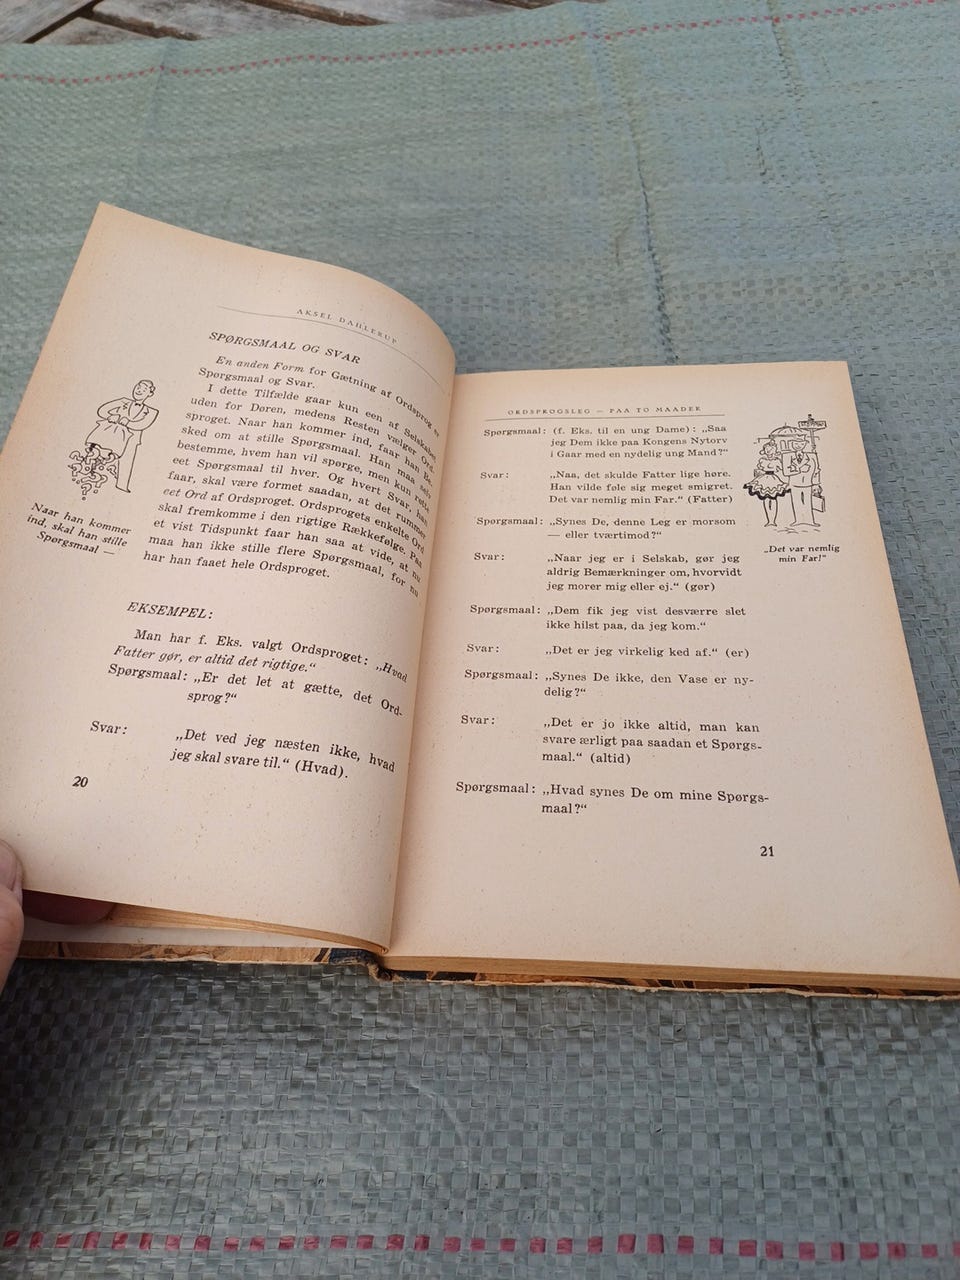 AKSEL DAHLERUP
SPØRGSMAAL OG SVAR
En anden Form for Gætning af Ordsprog er
Spørgsmaal og Svar.
I dette Tilfælde gaar kun een af Selskabet
uden for Døren, medens Resten vælger Ord-
sproget. Naar han kommer ind, faar han Be-
sked om at stille Spørgsmaal. Han maa selv
bestemme, hvem han vil spørge, men kun rette
eet Spørgsmaal til hver. Og hvert Svar, han
faar, skal være formet saadan, at det rummer
eet Ord af Ordsproget. Ordsprogets enkelte Ord
skal fremkomme i den rigtige Rækkefølge. Paa
et vist Tidspunkt faar han saa at vide, at nu
maa han ikke stille flere Spørgsmaal, for nu
har han faaet hele Ordsproget.
Naar han kommer
ind, skal han stille
Spørgsmaal —
EKSEMPEL:
Man har f. Eks. valgt Ordsproget: „Hvad
Fatter gør, er altid det rigtige.“
Spørgsmaal: „Er det let at gætte, det Ord-
sprog?“
Svar: „Det ved jeg næsten ikke, hvad
jeg skal svare til.“ (Hvad).
20
ORDSPROGSLEG — PAA TO MAADER
Spørgsmaal: (f. Eks. til en ung Dame): „Saa
jeg Dem ikke paa Kongens Nytorv
i Gaar med en nydelig ung Mand?“
Svar: „Naa, det skulde Fatter lige høre.
Han vilde føle sig meget smigret.
Det var nemlig min Far.“ (Fatter)
Spørgsmaal: „Synes De, denne Leg er morsom
— eller tværtimod?“
Svar: „Naar jeg er i Selskab, gør jeg
aldrig Bemærkninger om, hvorvidt
jeg morer mig eller ej.“ (gør)
„Det var nemlig
min Far!“
Spørgsmaal: „Dem fik jeg vist desværre slet
ikke hilst paa, da jeg kom.“
Svar: „Det er jeg virkelig ked af.“ (er)
Spørgsmaal: „Synes De ikke, den Vase er ny-
delig?“
Svar: „Det er jo ikke altid, man kan
svare ærligt paa saadan et Spørgs-
maal.“ (altid)
Spørgsmaal: „Hvad synes De om mine Spørgs-
maal?“
21